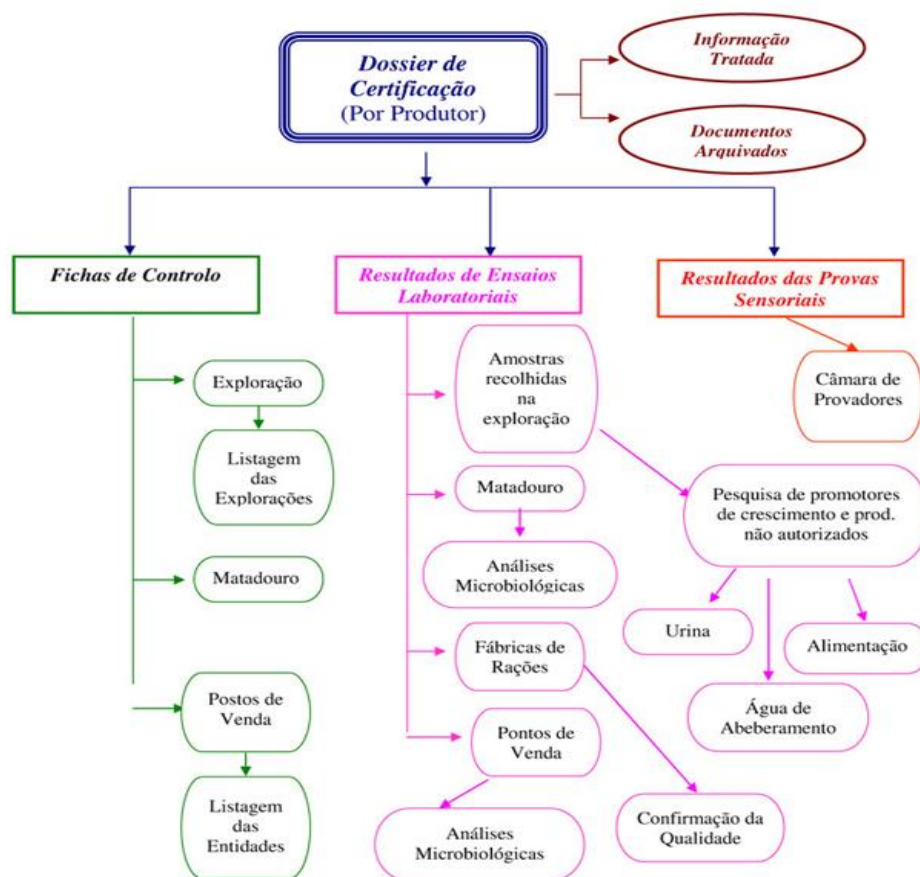 Dossier de
Certificação
(Por Produtor)
Informação
Tratada
Documentos
Arquivados
Fichas de Controlo
Resultados de Ensaios
Laboratoriais
Resultados das Provas
Sensoriais
Exploração
Listagem
das
Explorações
Matadouro
Postos de
Venda
Listagem
das
Entidades
Amostras
recolhidas
na
exploração
Matadouro
Análises
Microbiológicas
Fábricas de
Rações
Pontos de
Venda
Análises
Microbiológicas
Câmara de
Provadores
Pesquisa de promotores
de crescimento e prod.
não autorizados
Urina
Alimentação
Água de
Abeberamento
Confirmação da
Qualidade